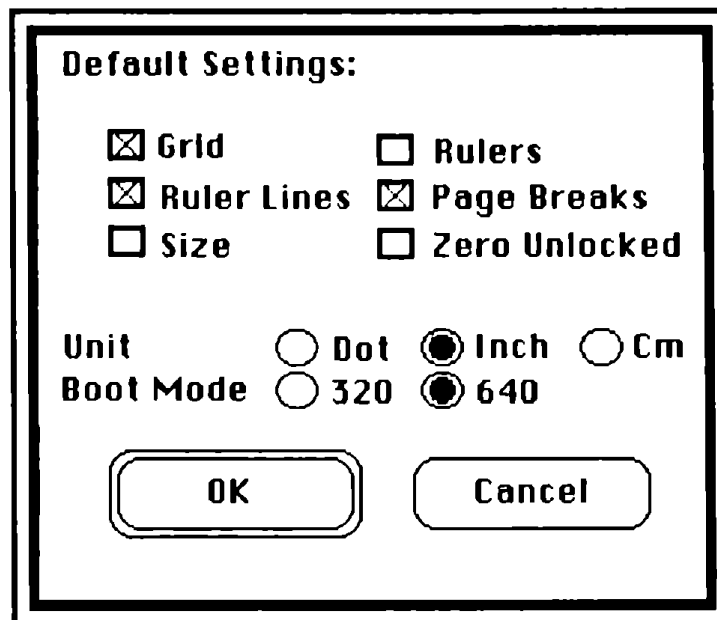 Default Settings:
Grid Rulers
Ruler Lines Page Breaks
Size Zero Unlocked
Unit Dot Inch Cm
Boot Mode 320 640
OK Cancel